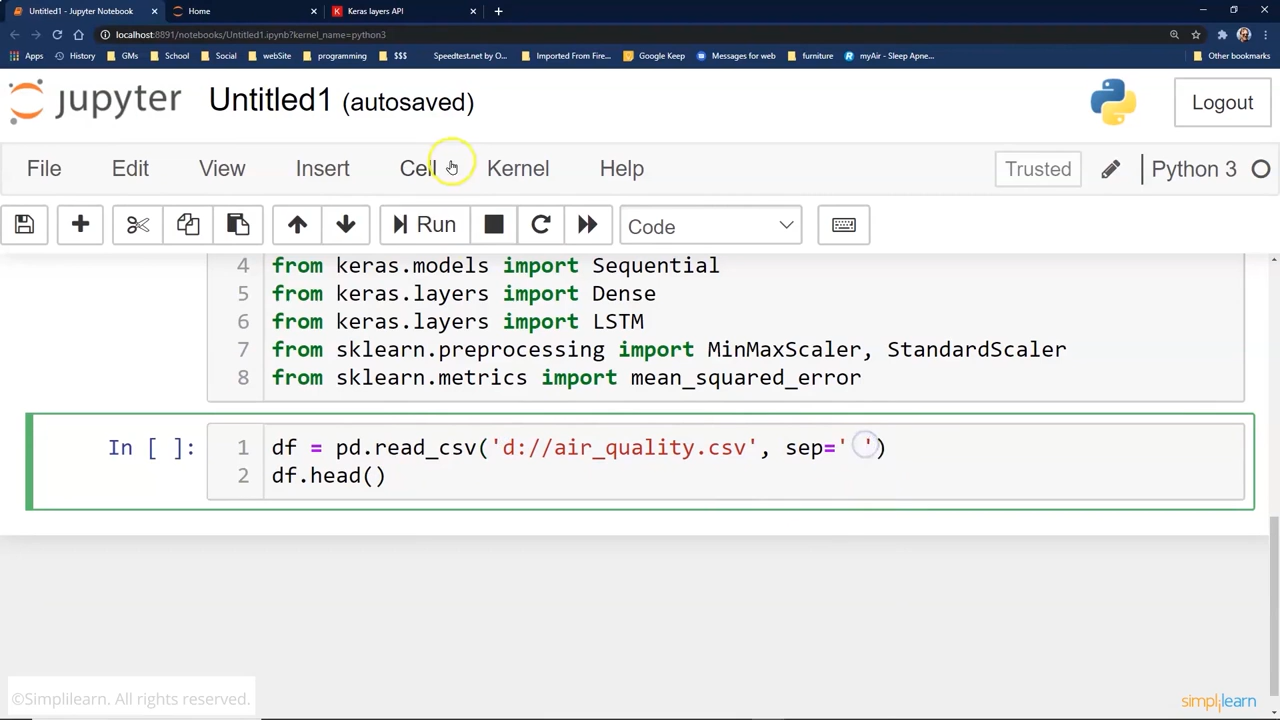 Untitled1 - Jupyter Notebook
Home
Keras layers API
localhost:8891/notebooks/Untitled1.ipynb?kernel_name=python3
Apps History GMs School Social webSite programming $$$ Speedtest.net by O... Imported From Fire... Google Keep Messages for web furniture myAir - Sleep Apne... Other bookmarks
jupyter Untitled1 (autosaved) Logout
File Edit View Insert Cell Kernel Help Trusted Python 3
Run Code
4 from keras.models import Sequential
5 from keras.layers import Dense
6 from keras.layers import LSTM
7 from sklearn.preprocessing import MinMaxScaler, StandardScaler
8 from sklearn.metrics import mean_squared_error
In [ ]: 1 df = pd.read_csv('d://air_quality.csv', sep=' ')
2 df.head()
©Simplilearn. All rights reserved.
simplilearn